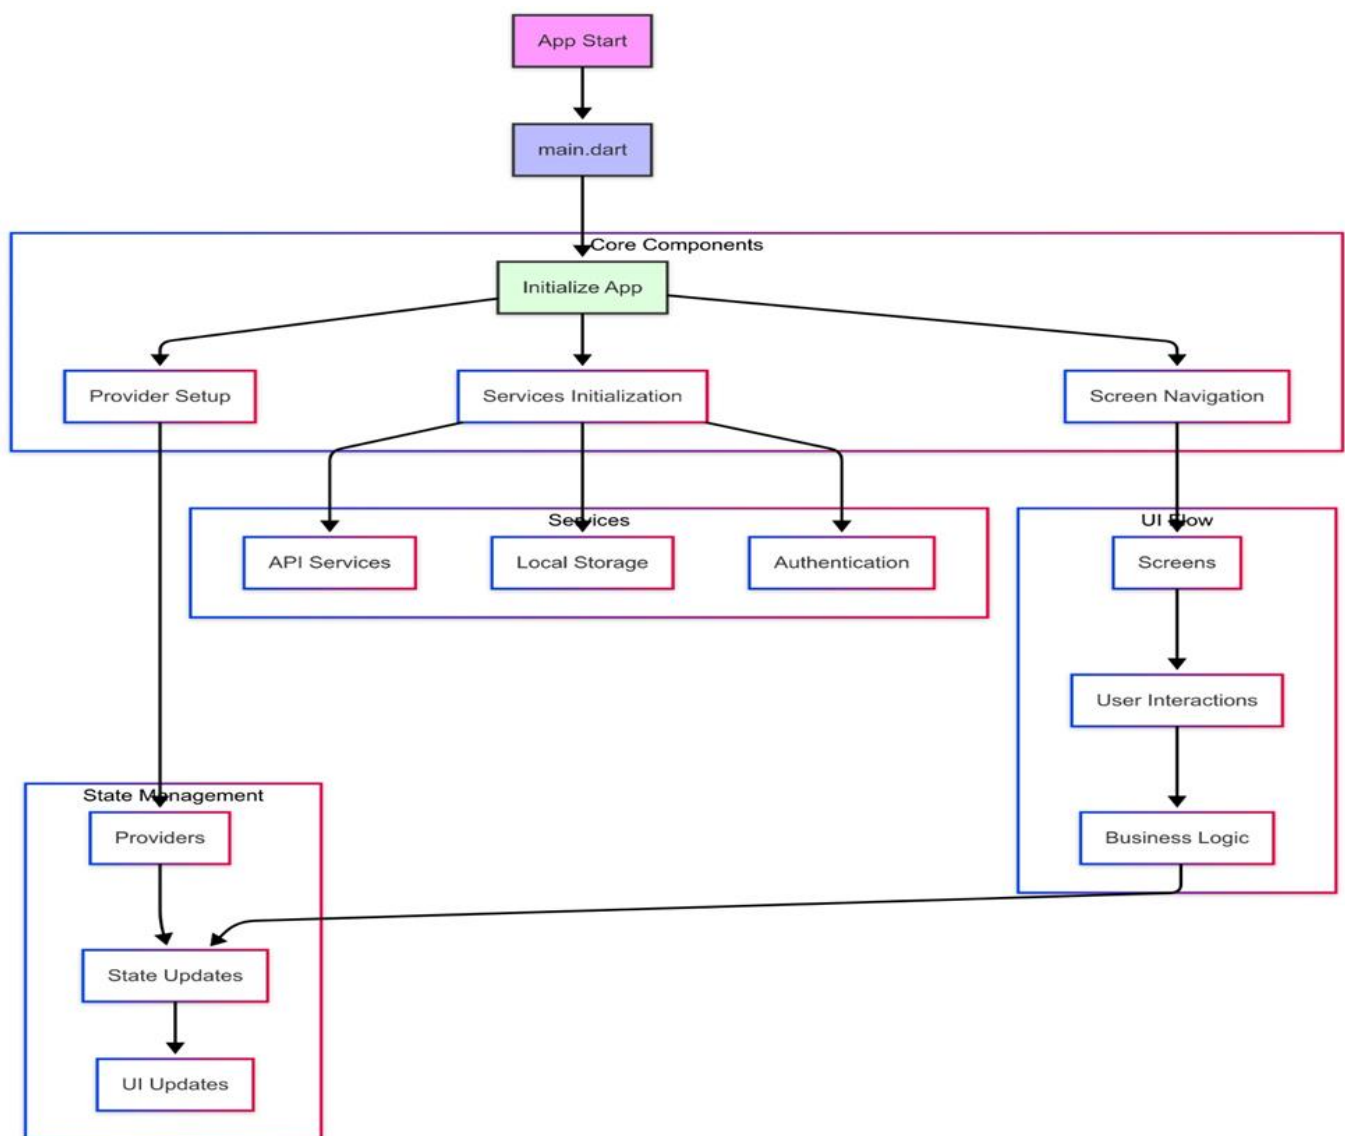 App Start
main.dart
Core Components
Initialize App
Provider Setup
Services Initialization
Screen Navigation
Services
UI Flow
API Services
Local Storage
Authentication
Screens
User Interactions
State Management
Providers
Business Logic
State Updates
UI Updates